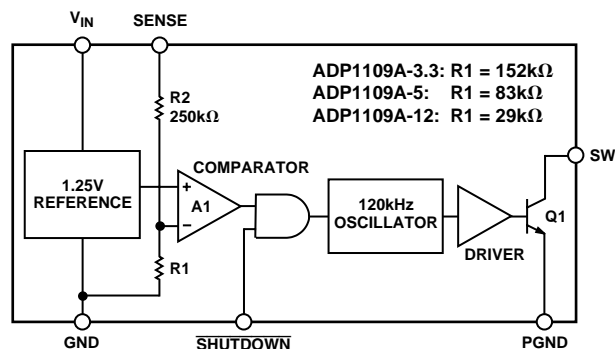 VIN
SENSE
ADP1109A-3.3: R1 = 152kΩ
ADP1109A-5: R1 = 83kΩ
ADP1109A-12: R1 = 29kΩ
R2
250kΩ
SW
COMPARATOR
1.25V
REFERENCE
+
A1
−
120kHz
OSCILLATOR
Q1
DRIVER
R1
GND
SHUTDOWN
PGND